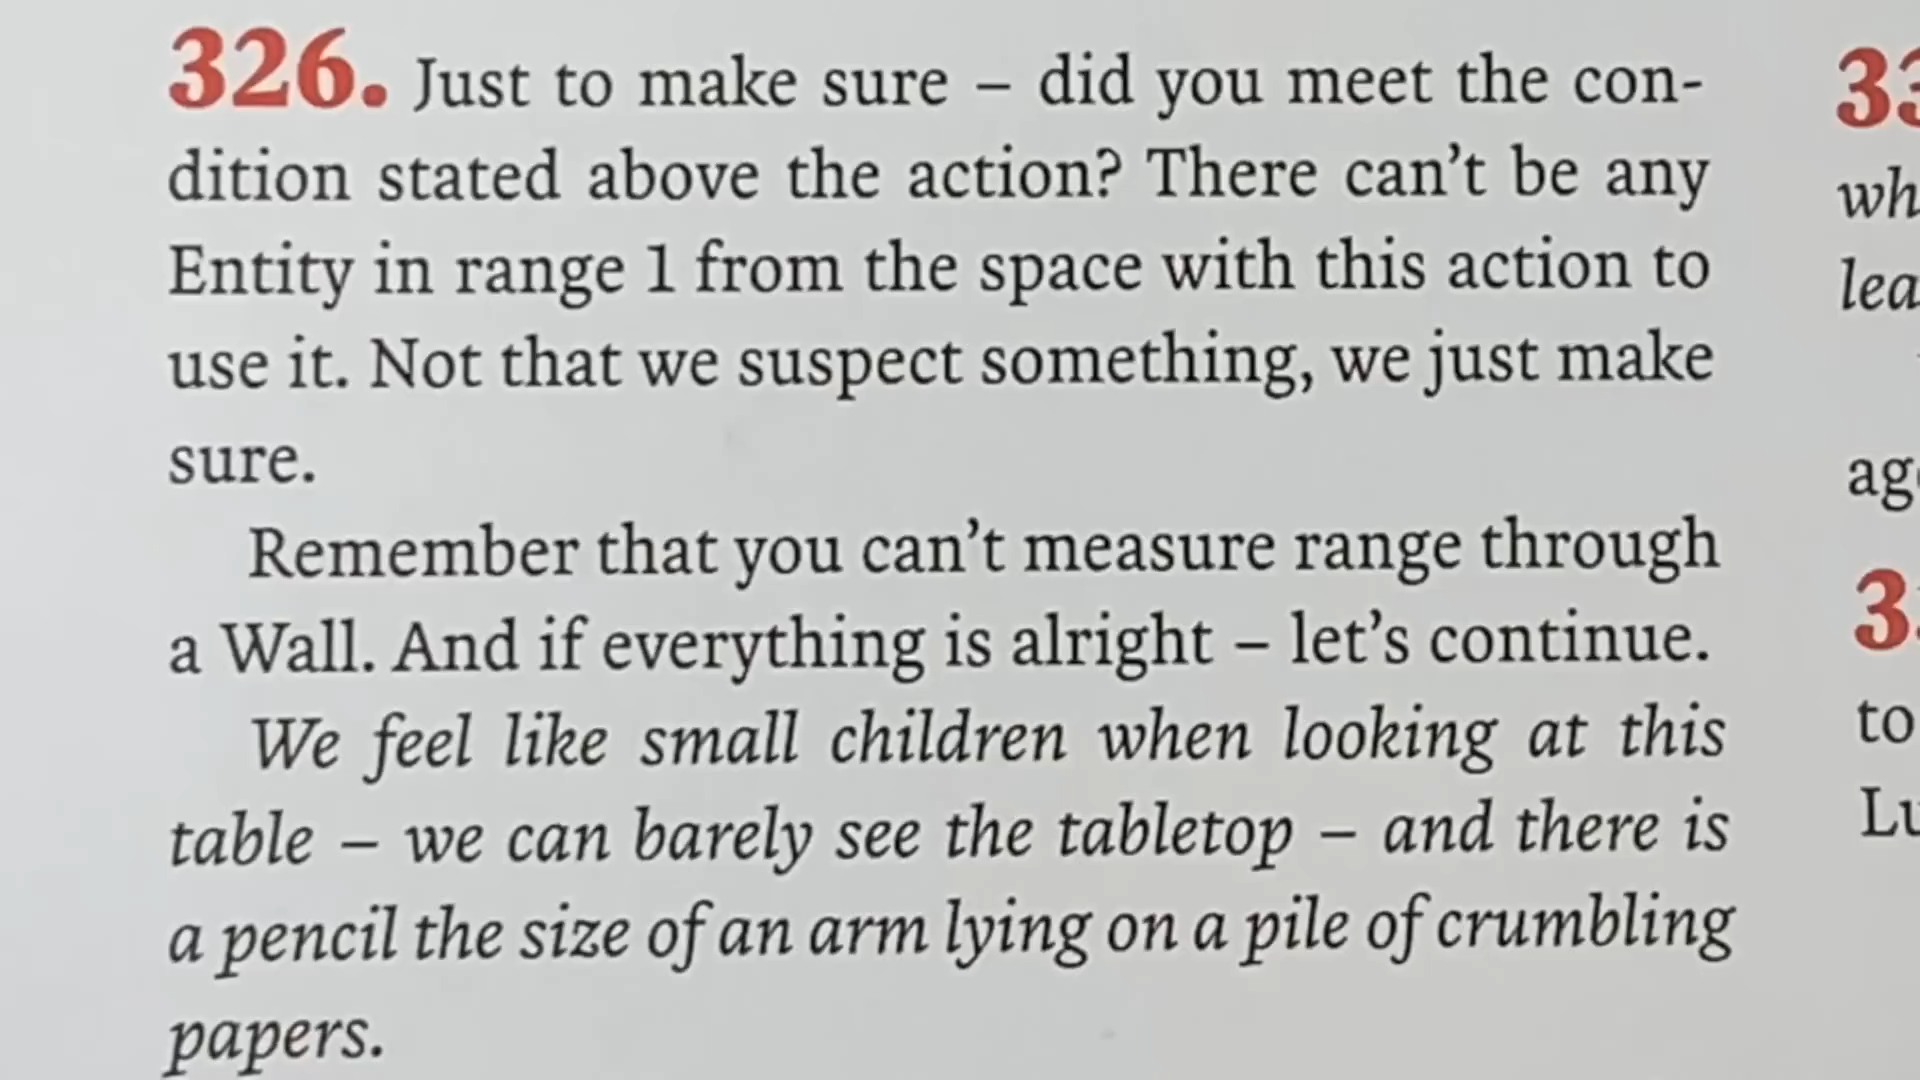 326. Just to make sure – did you meet the con-
dition stated above the action? There can’t be any
Entity in range 1 from the space with this action to
use it. Not that we suspect something, we just make
sure.
Remember that you can’t measure range through
a Wall. And if everything is alright – let’s continue.
We feel like small children when looking at this
table – we can barely see the tabletop – and there is
a pencil the size of an arm lying on a pile of crumbling
papers.
to